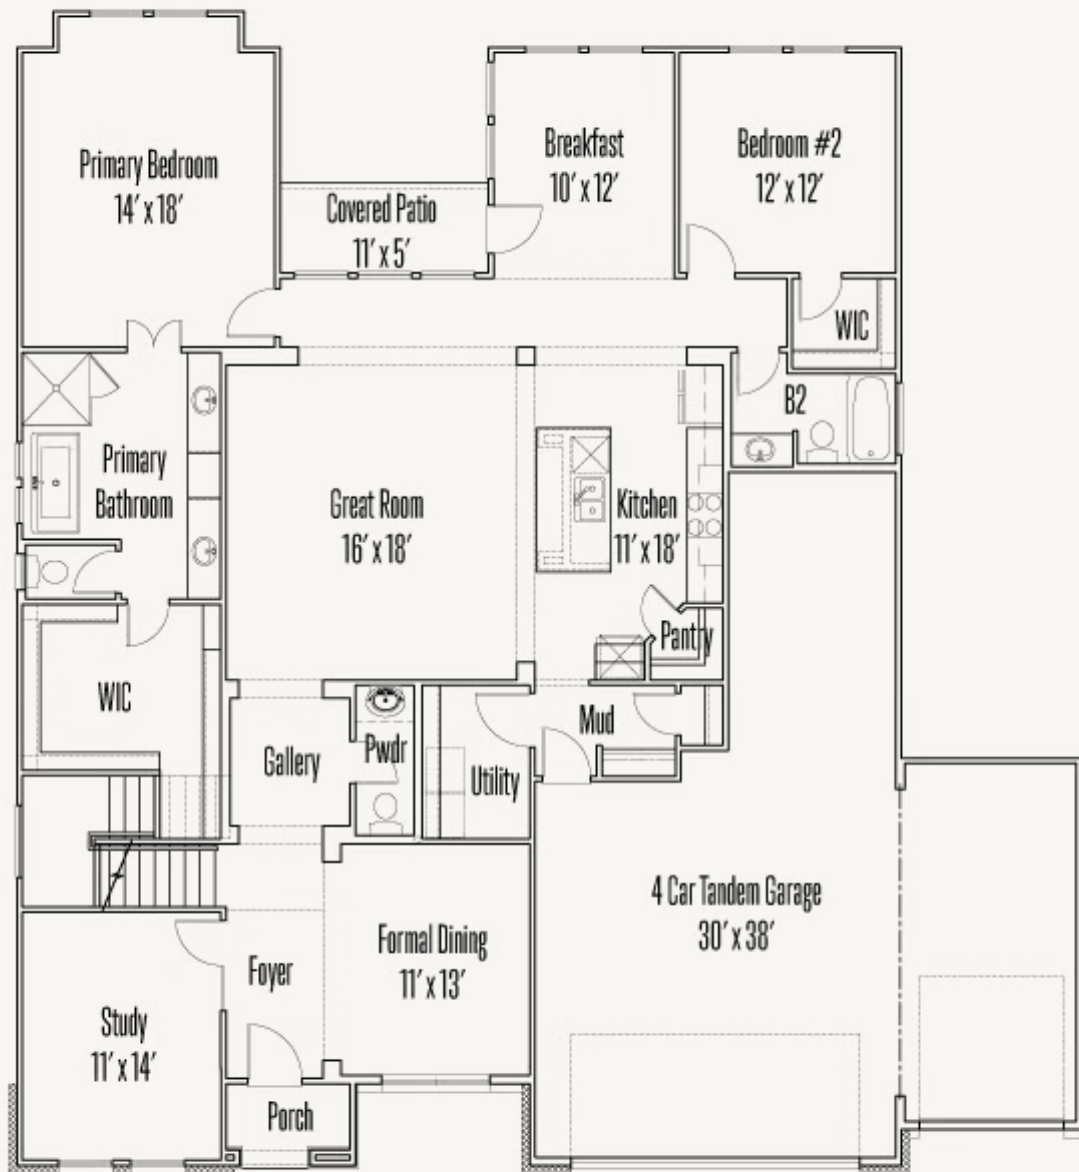 Primary Bedroom
14' x 18'
Covered Patio
11' x 5'
Breakfast
10' x 12'
Bedroom #2
12' x 12'
WIC
B2
Primary
Bathroom
Great Room
16' x 18'
Kitchen
11' x 18'
Pantry
WIC
Gallery
Pwdr
Utility
Mud
4 Car Tandem Garage
30' x 38'
Formal Dining
11' x 13'
Foyer
Study
11' x 14'
Porch